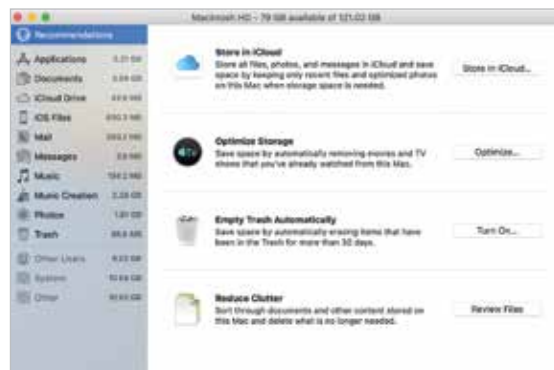 Macintosh HD – 79 GB available of 121.02 GB
Recommendations
Applications
Documents
iCloud Drive
iOS Files
Mail
Messages
Music
Music Creation
Photos
Trash
Other Users
System
Other
Store in iCloud
Store all files, photos, and messages in iCloud and save
space by keeping only recent files and optimized photos
on this Mac when storage space is needed.
Store in iCloud...
Optimize Storage
Save space by automatically removing movies and TV
shows that you've already watched from this Mac.
Optimize...
Empty Trash Automatically
Save space by automatically erasing items that have
been in the Trash for more than 30 days.
Turn On...
Reduce Clutter
Sort through documents and other content stored on
this Mac and delete what is no longer needed.
Review Files